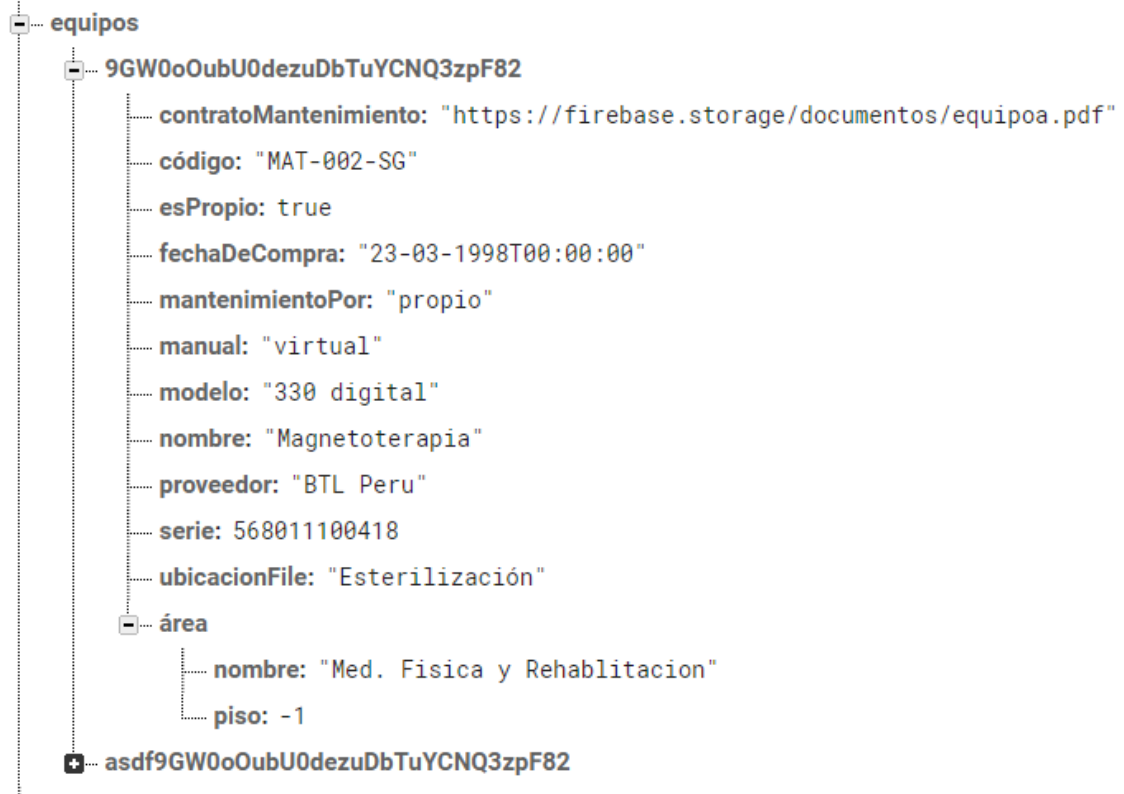 equipos
9GW0oOubU0dezuDbTuYCNQ3zpF82
contratoMantenimiento: "https://firebase.storage/documentos/equipoa.pdf"
código: "MAT-002-SG"
esPropio: true
fechaDeCompra: "23-03-1998T00:00:00"
mantenimientoPor: "propio"
manual: "virtual"
modelo: "330 digital"
nombre: "Magnetoterapia"
proveedor: "BTL Peru"
serie: 568011100418
ubicacionFile: "Esterilización"
área
nombre: "Med. Fisica y Rehablitacion"
piso: -1
asdf9GW0oOubU0dezuDbTuYCNQ3zpF82